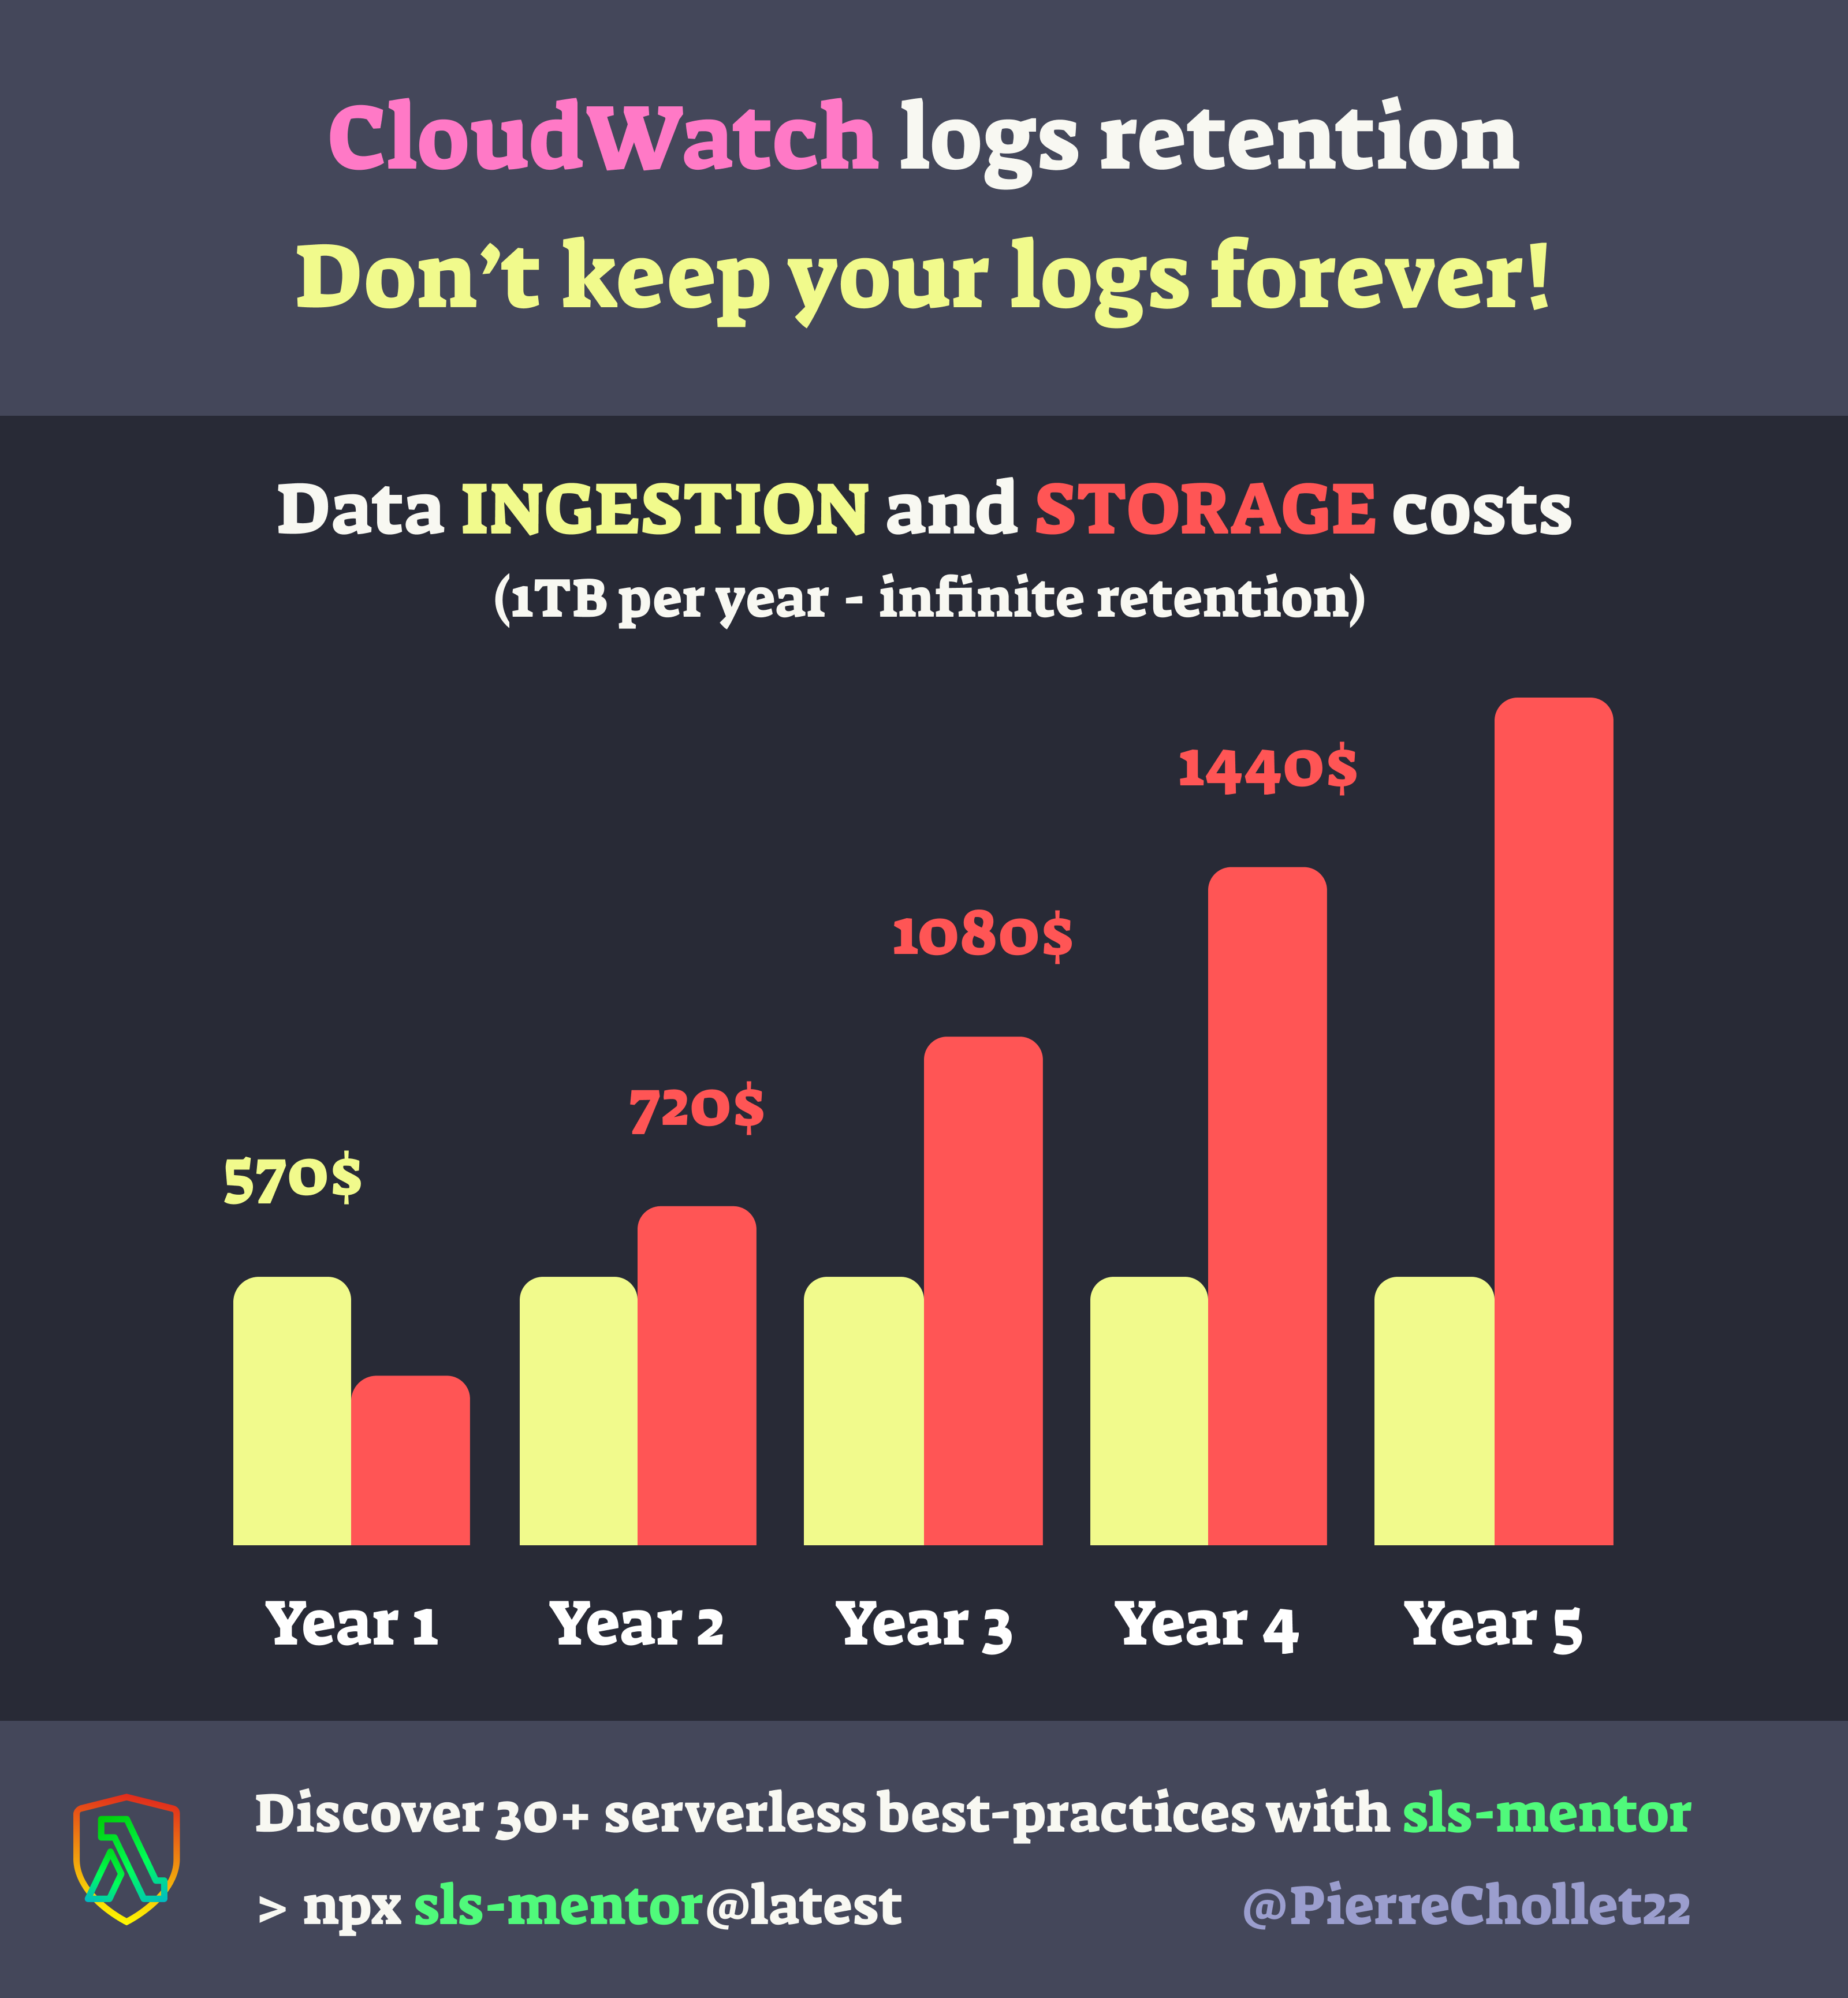 CloudWatch logs retention
Don't keep your logs forever!
Data INGESTION and STORAGE costs
(1TB per year - infinite retention)
1440$
1080$
720$
570$
Year 1 Year 2 Year 3 Year 4 Year 5
Discover 30+ serverless best-practices with sls-mentor
> npx sls-mentor@latest @PierreChollet22